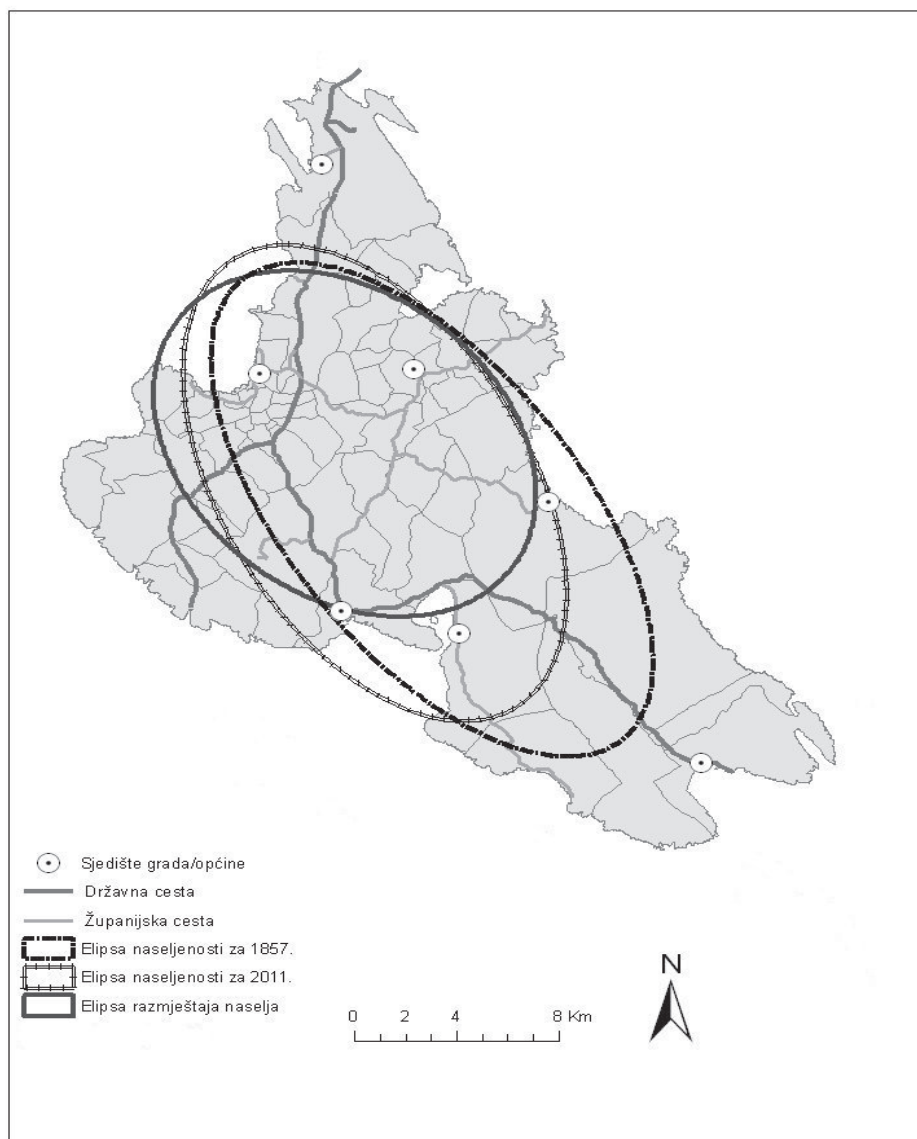 Sjedište grada/općine
Državna cesta
Županijska cesta
Elipsa naseljenosti za 1857.
Elipsa naseljenosti za 2011.
Elipsa razmještaja naselja
N
0 2 4 8 Km